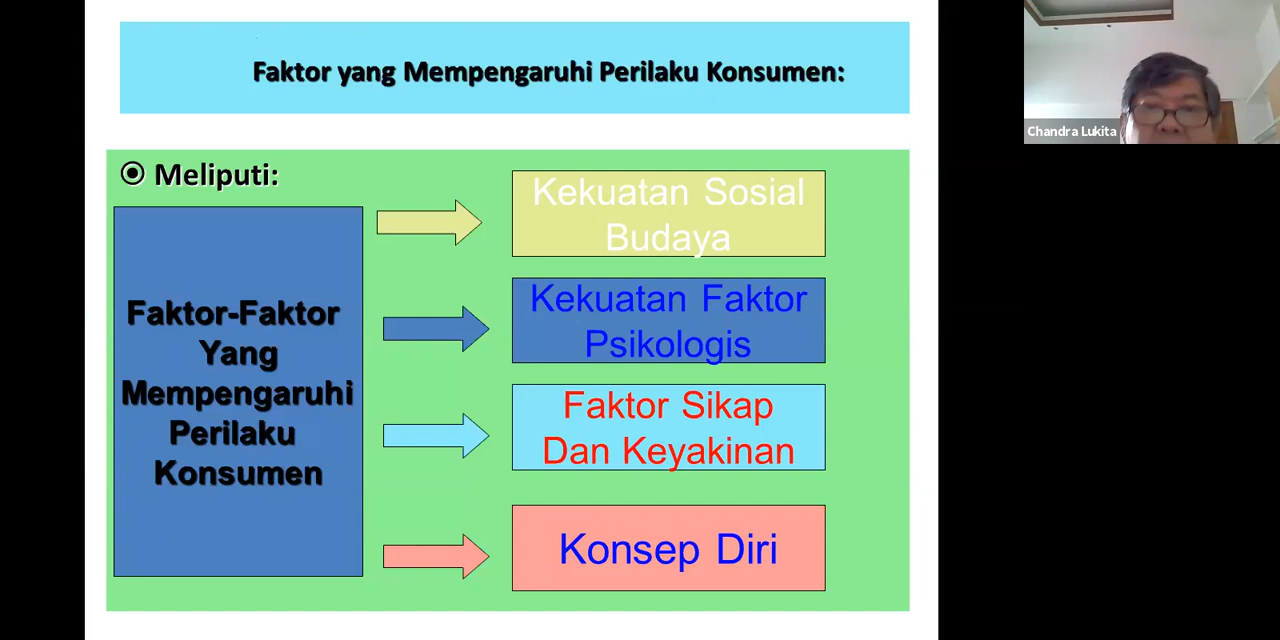 Faktor yang Mempengaruhi Perilaku Konsumen:
Chandra Lukita
Meliputi:
Faktor-Faktor
Yang
Mempengaruhi
Perilaku
Konsumen
Kekuatan Sosial
Budaya
Kekuatan Faktor
Psikologis
Faktor Sikap
Dan Keyakinan
Konsep Diri